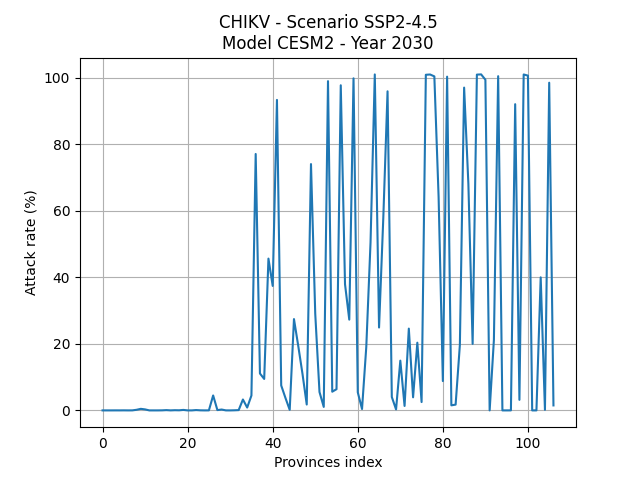 CHIKV - Scenario SSP2-4.5
Model CESM2 - Year 2030
100
80
60
40
20
0
Attack rate (%)
0 20 40 60 80 100
Provinces index